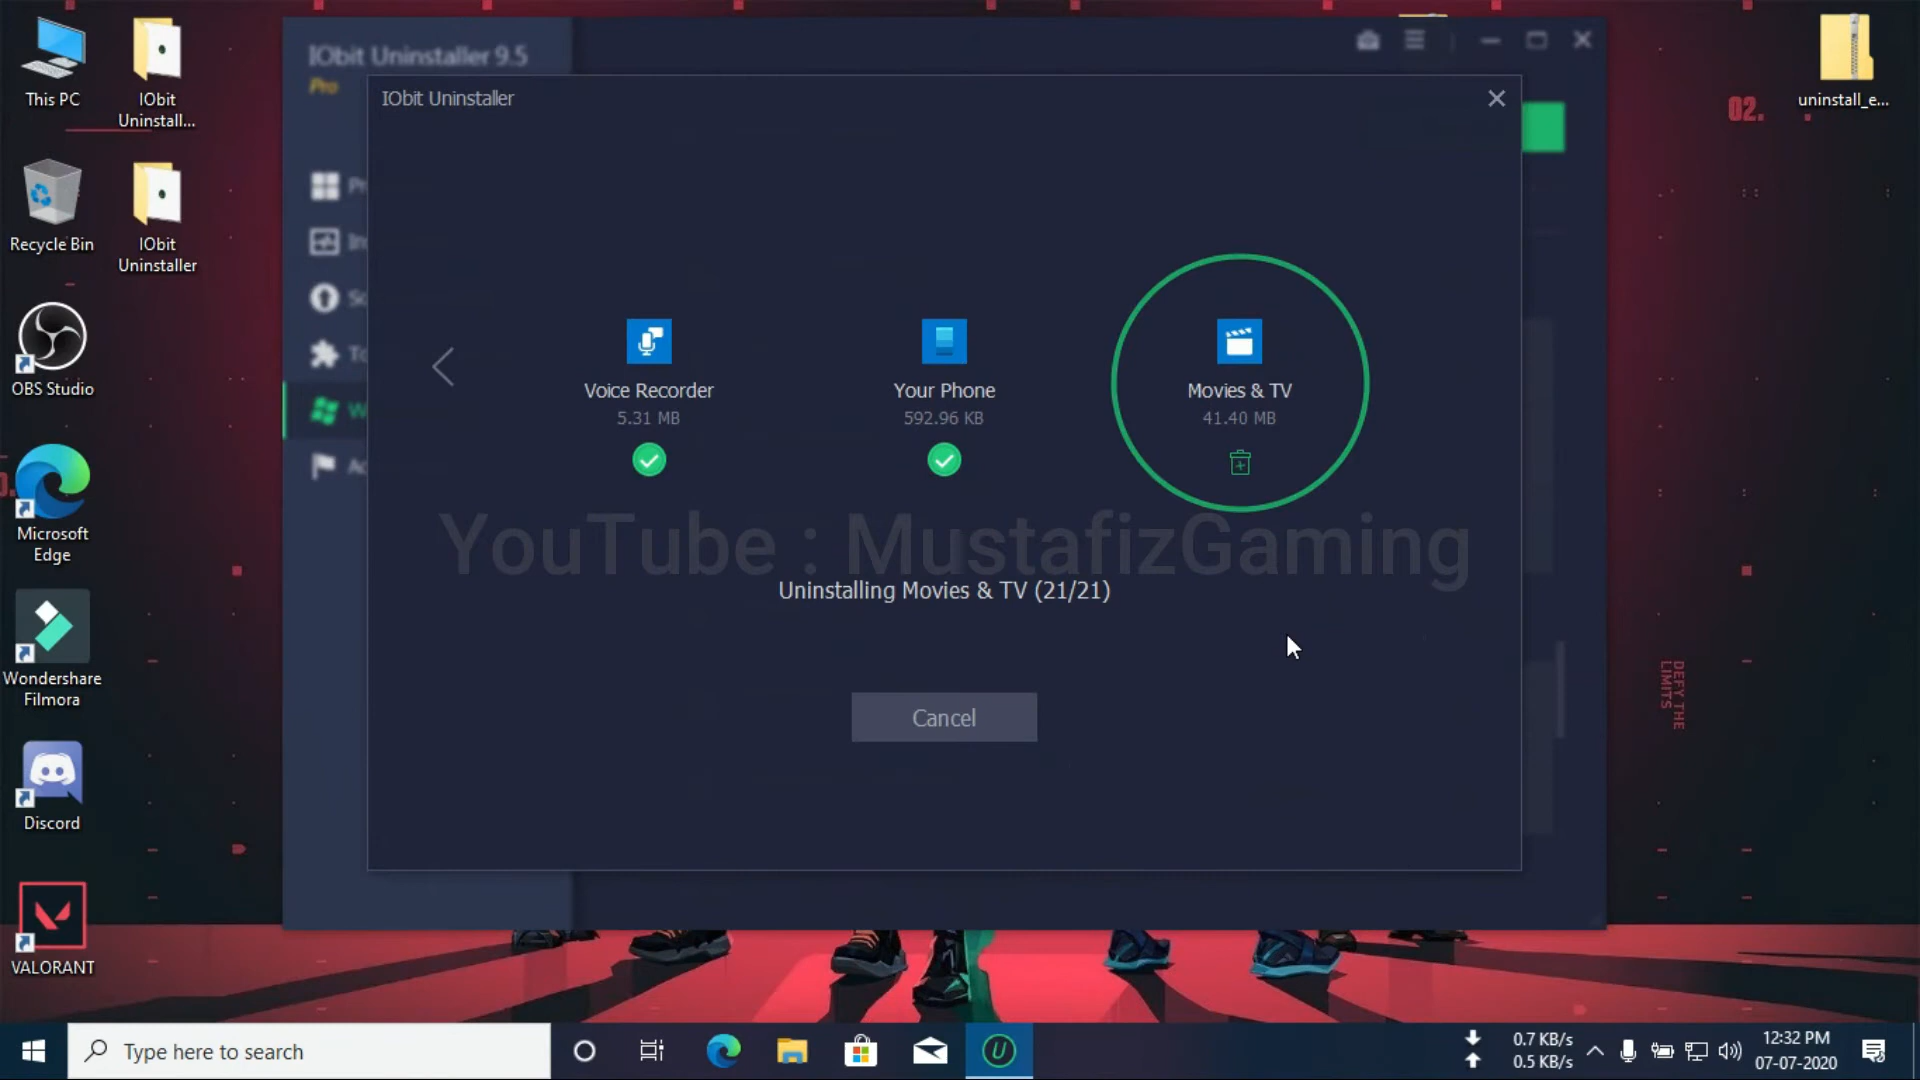 This PC
IObit
Uninstall...
Recycle Bin
IObit
Uninstaller
OBS Studio
Microsoft
Edge
Wondershare
Filmora
Discord
VALORANT
uninstall_e...
02.
DEFY THE
LIMITS
IObit Uninstaller 9.5
Pro
IObit Uninstaller
Voice Recorder
5.31 MB
Your Phone
592.96 KB
Movies & TV
41.40 MB
YouTube : MustafizGaming
Uninstalling Movies & TV (21/21)
Cancel
Type here to search
0.7 KB/s
0.5 KB/s
12:32 PM
07-07-2020